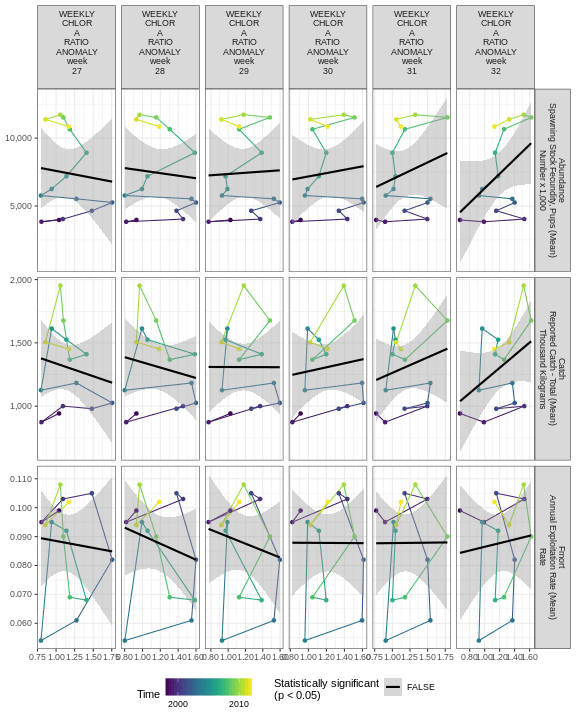 WEEKLY CHLOR A RATIO ANOMALY week 27
WEEKLY CHLOR A RATIO ANOMALY week 28
WEEKLY CHLOR A RATIO ANOMALY week 29
WEEKLY CHLOR A RATIO ANOMALY week 30
WEEKLY CHLOR A RATIO ANOMALY week 31
WEEKLY CHLOR A RATIO ANOMALY week 32
10,000
5,000
Abundance
Spawning Stock Fecundity, Pups (Mean)
Number x 1,000
2,000
1,500
1,000
Catch
Reported Catch - Total (Mean)
Thousand Kilograms
0.110
0.100
0.090
0.080
0.070
0.060
Fmort
Annual Exploitation Rate (Mean)
Rate
0.75 1.00 1.25 1.50 1.75
0.80 1.00 1.20 1.40 1.60
0.80 1.00 1.20 1.40 1.60
0.80 1.00 1.20 1.40 1.60
0.75 1.00 1.25 1.50 1.75
0.80 1.00 1.20 1.40 1.60
Time
2000 2010
Statistically significant
(p < 0.05)
FALSE